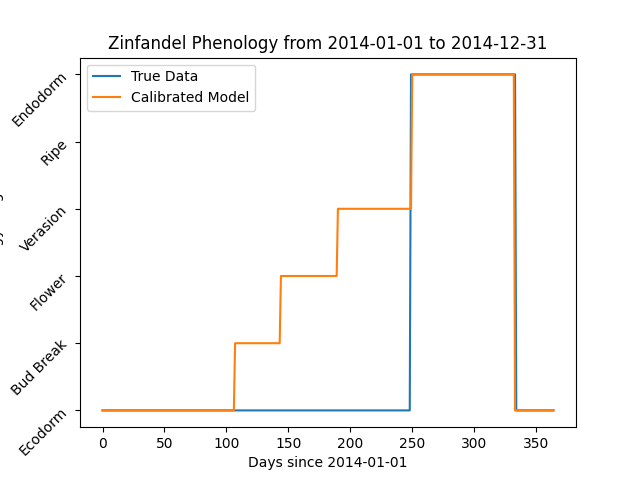 Zinfandel Phenology from 2014-01-01 to 2014-12-31
True Data
Calibrated Model
Endodorm
Ripe
Verasion
Flower
Bud Break
Ecodorm
0 50 100 150 200 250 300 350
Days since 2014-01-01